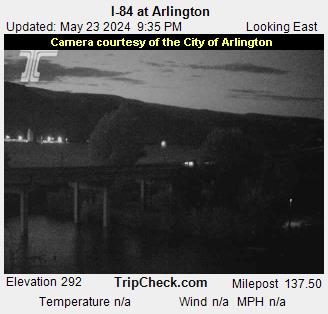 I-84 at Arlington
Updated: May 23 2024 9:35 PM Looking East
Camera courtesy of the City of Arlington
Elevation 292 TripCheck.com Milepost 137.50
Temperature n/a Wind n/a MPH n/a